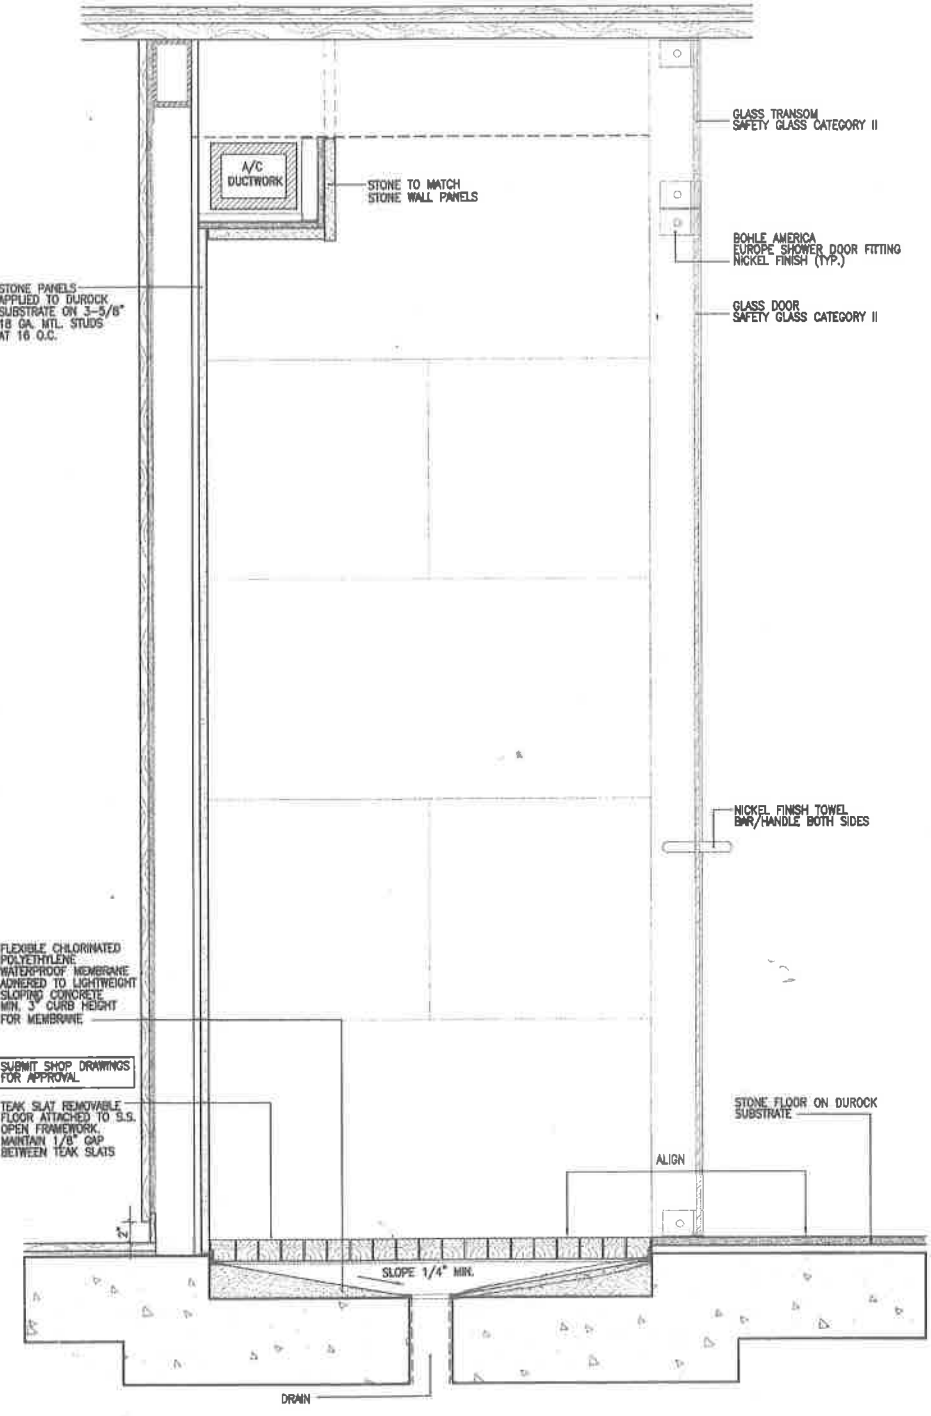 GLASS TRANSOM
SAFETY GLASS CATEGORY II
A/C
DUCTWORK
STONE TO MATCH
STONE WALL PANELS
BOHLE AMERICA
EUROPE SHOWER DOOR FITTING
NICKEL FINISH (TYP.)
STONE PANELS
APPLIED TO DUROCK
SUBSTRATE ON 3-5/8"
18 GA. MTL. STUDS
AT 16 O.C.
GLASS DOOR
SAFETY GLASS CATEGORY II
NICKEL FINISH TOWEL
BAR/HANDLE BOTH SIDES
FLEXIBLE CHLORINATED
POLYETHYLENE
WATERPROOF MEMBRANE
ADHERED TO LIGHTWEIGHT
SLOPING CONCRETE
MIN. 3" CURB HEIGHT
FOR MEMBRANE
SUBMIT SHOP DRAWINGS
FOR APPROVAL
TEAK SLAT REMOVABLE
FLOOR ATTACHED TO S.S.
OPEN FRAMEWORK.
MAINTAIN 1/8" GAP
BETWEEN TEAK SLATS
STONE FLOOR ON DUROCK
SUBSTRATE
ALIGN
2"
SLOPE 1/4" MIN.
DRAIN